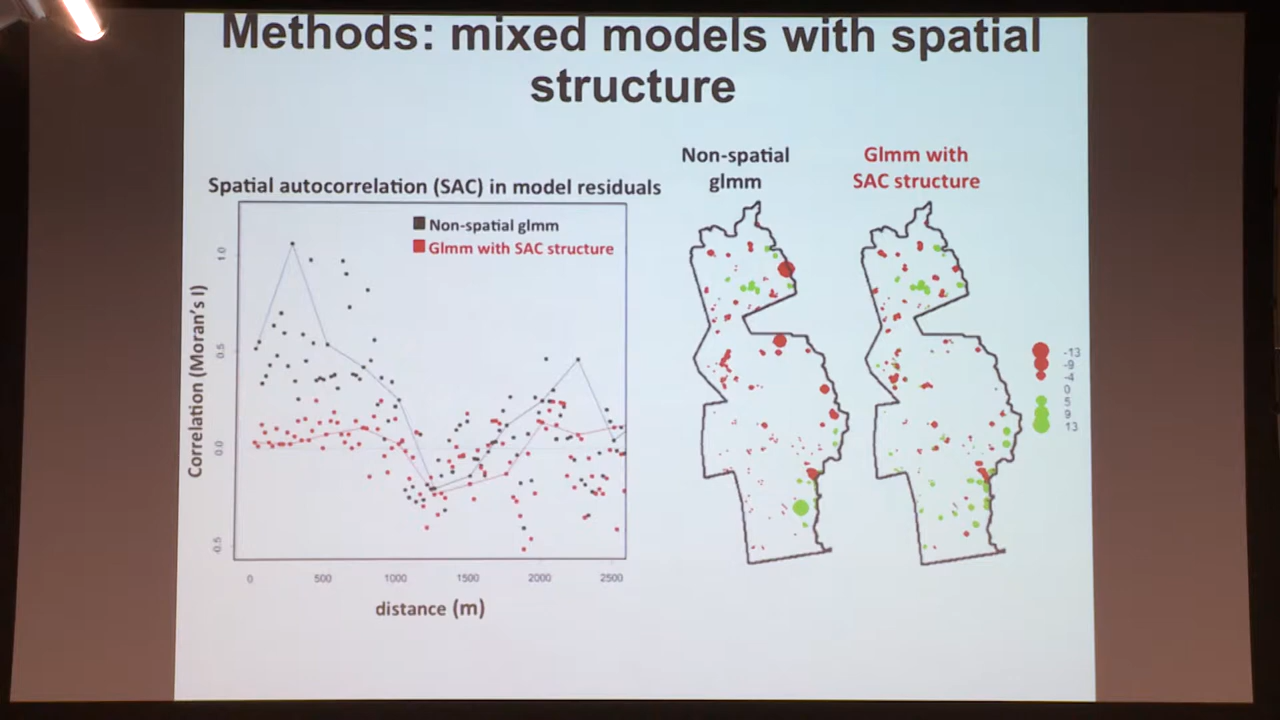 Methods: mixed models with spatial
structure
Spatial autocorrelation (SAC) in model residuals
Non-spatial glmm
Glmm with SAC structure
Correlation (Moran's I)
1.0
0.5
0.0
-0.5
0
500
1000
1500
2000
2500
distance (m)
Non-spatial
glmm
Glmm with
SAC structure
-13
-9
-4
0
5
9
13